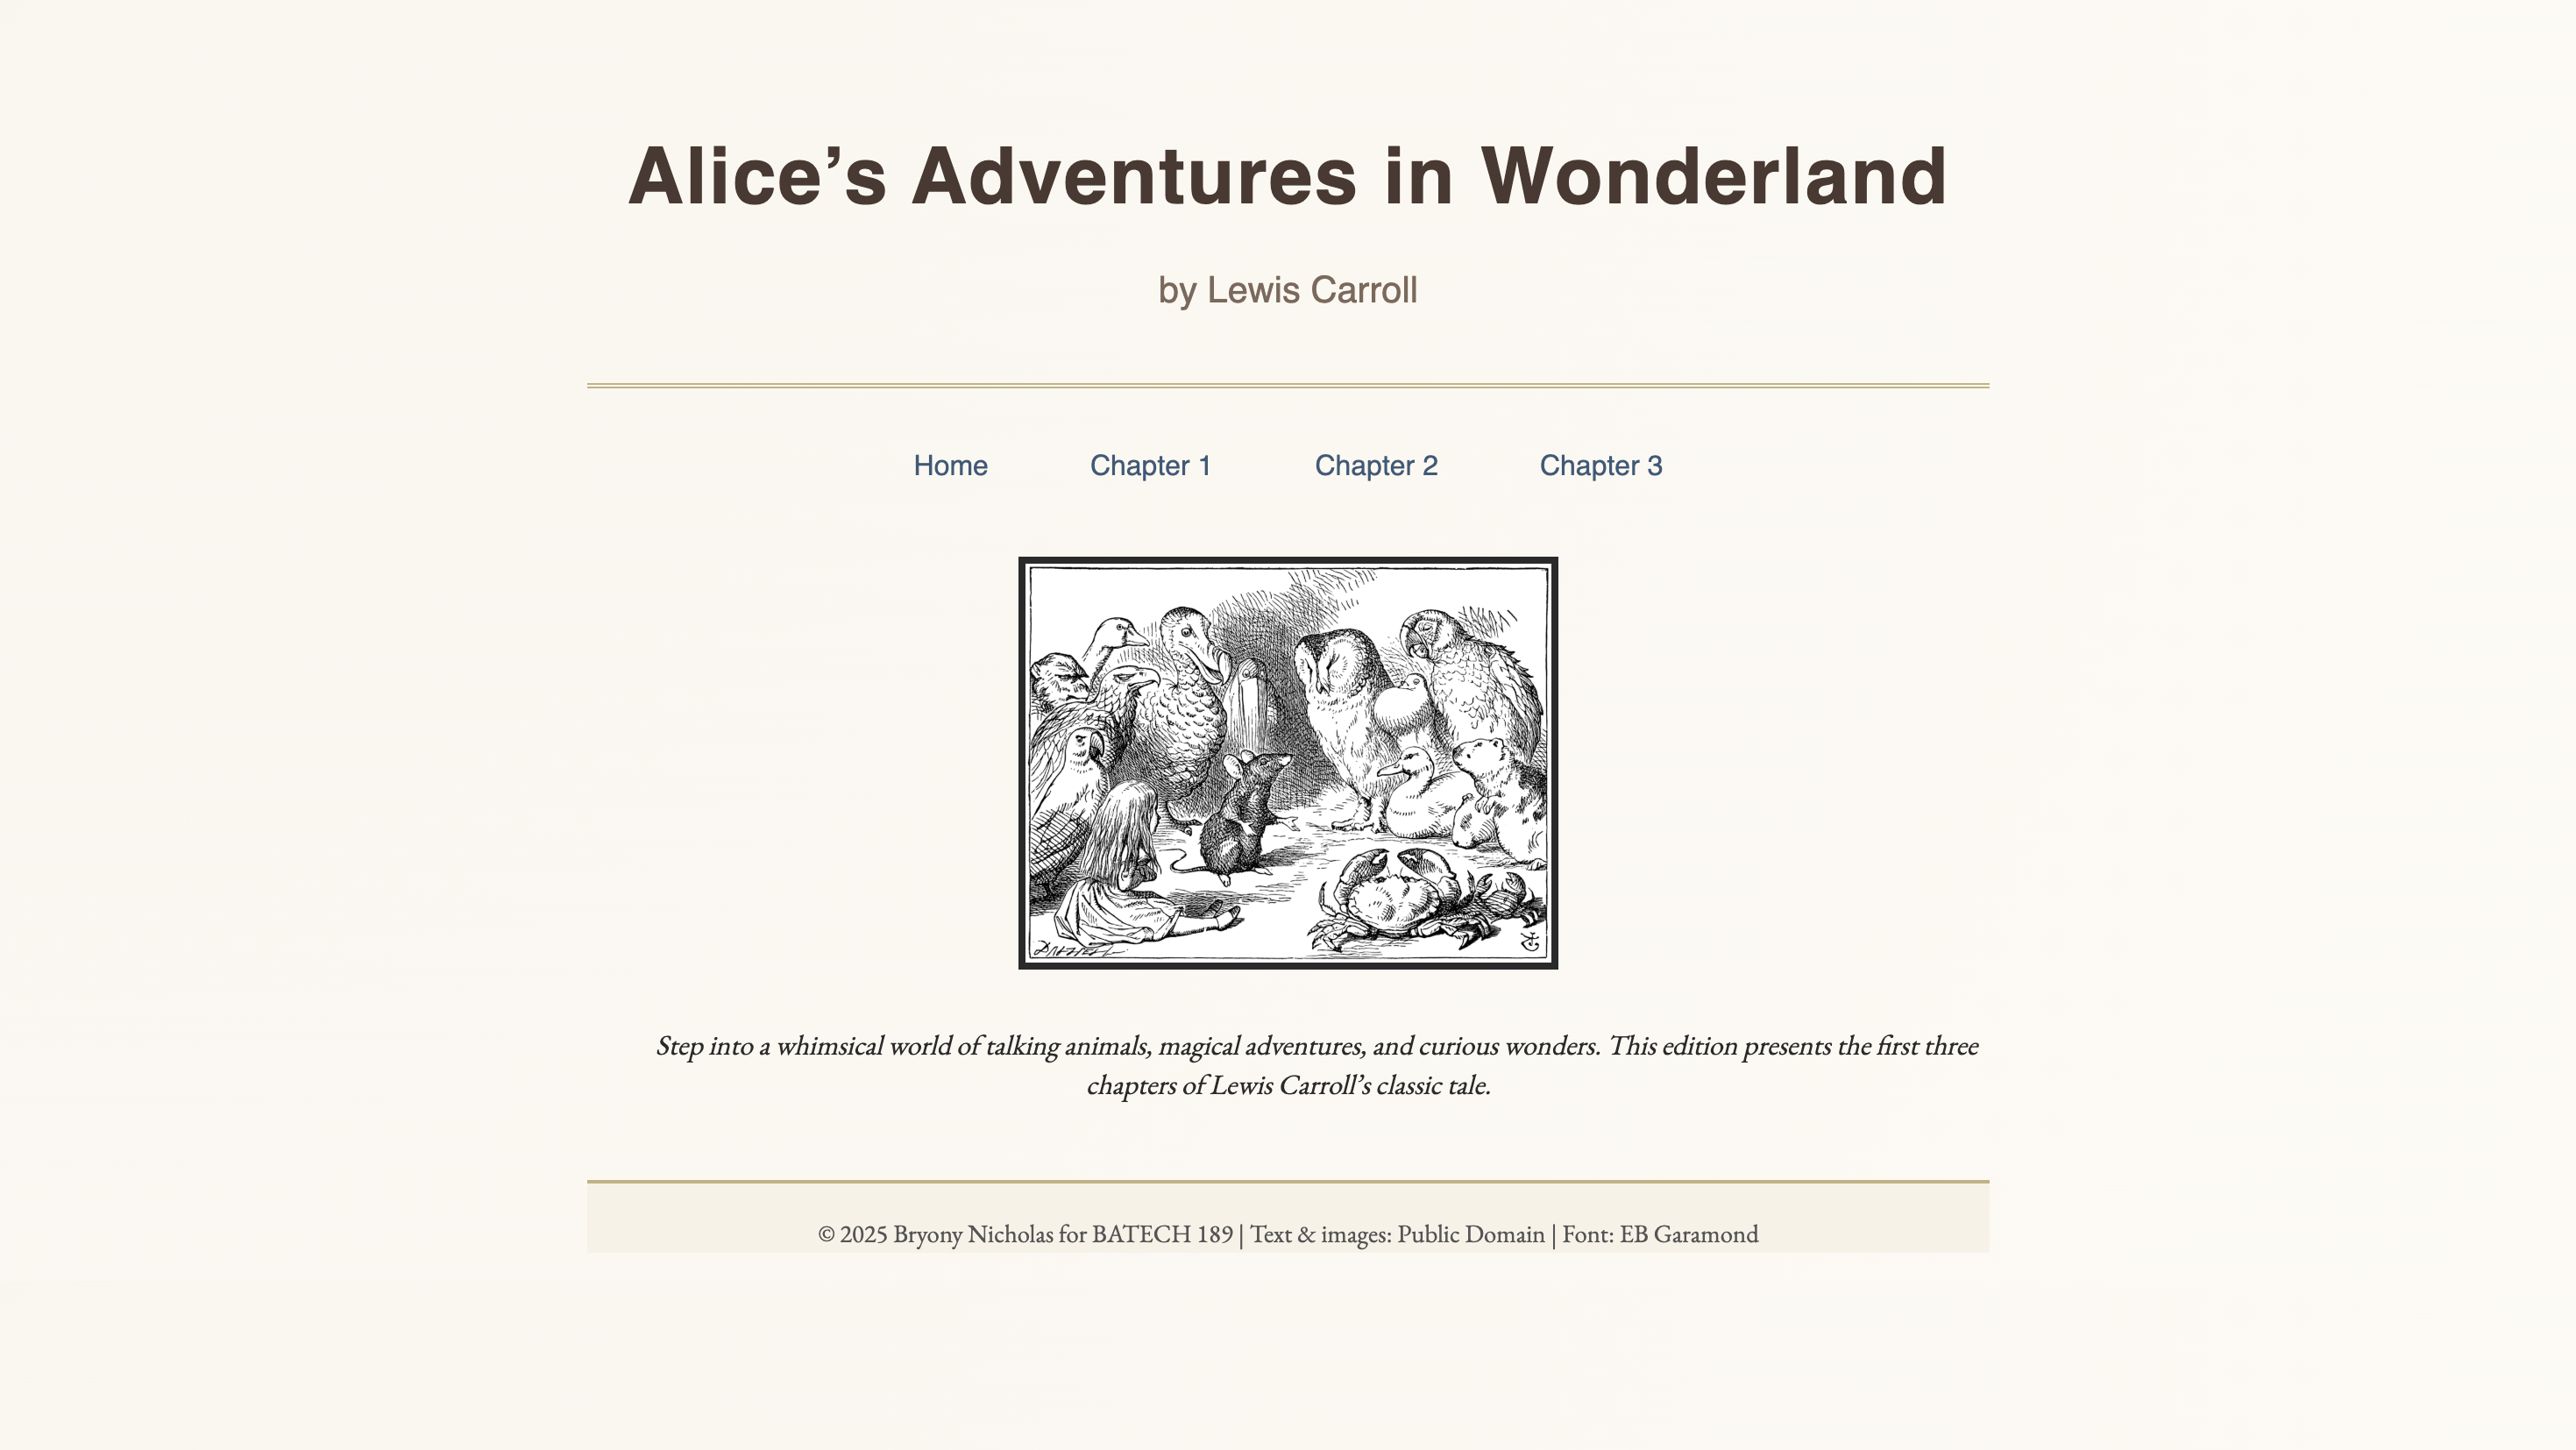 Alice’s Adventures in Wonderland
by Lewis Carroll
Home Chapter 1 Chapter 2 Chapter 3
Step into a whimsical world of talking animals, magical adventures, and curious wonders. This edition presents the first three
chapters of Lewis Carroll’s classic tale.
© 2025 Bryony Nicholas for BATECH 189 | Text & images: Public Domain | Font: EB Garamond